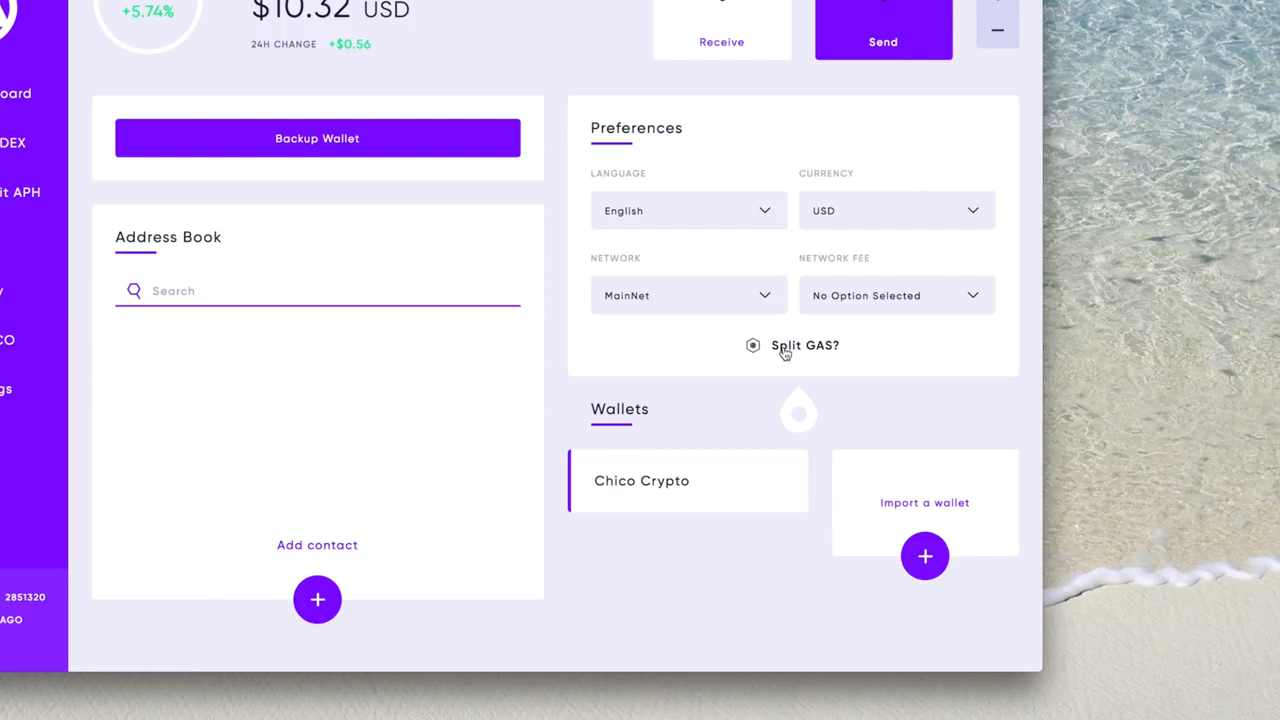 +5.74%
$10.32 USD
24H CHANGE +$0.56
Receive
Send
oard
DEX
it APH
y
CO
gs
2851320
AGO
Backup Wallet
Address Book
Search
Add contact
Preferences
LANGUAGE CURRENCY
English USD
NETWORK NETWORK FEE
MainNet No Option Selected
Split GAS?
Wallets
Chico Crypto
Import a wallet